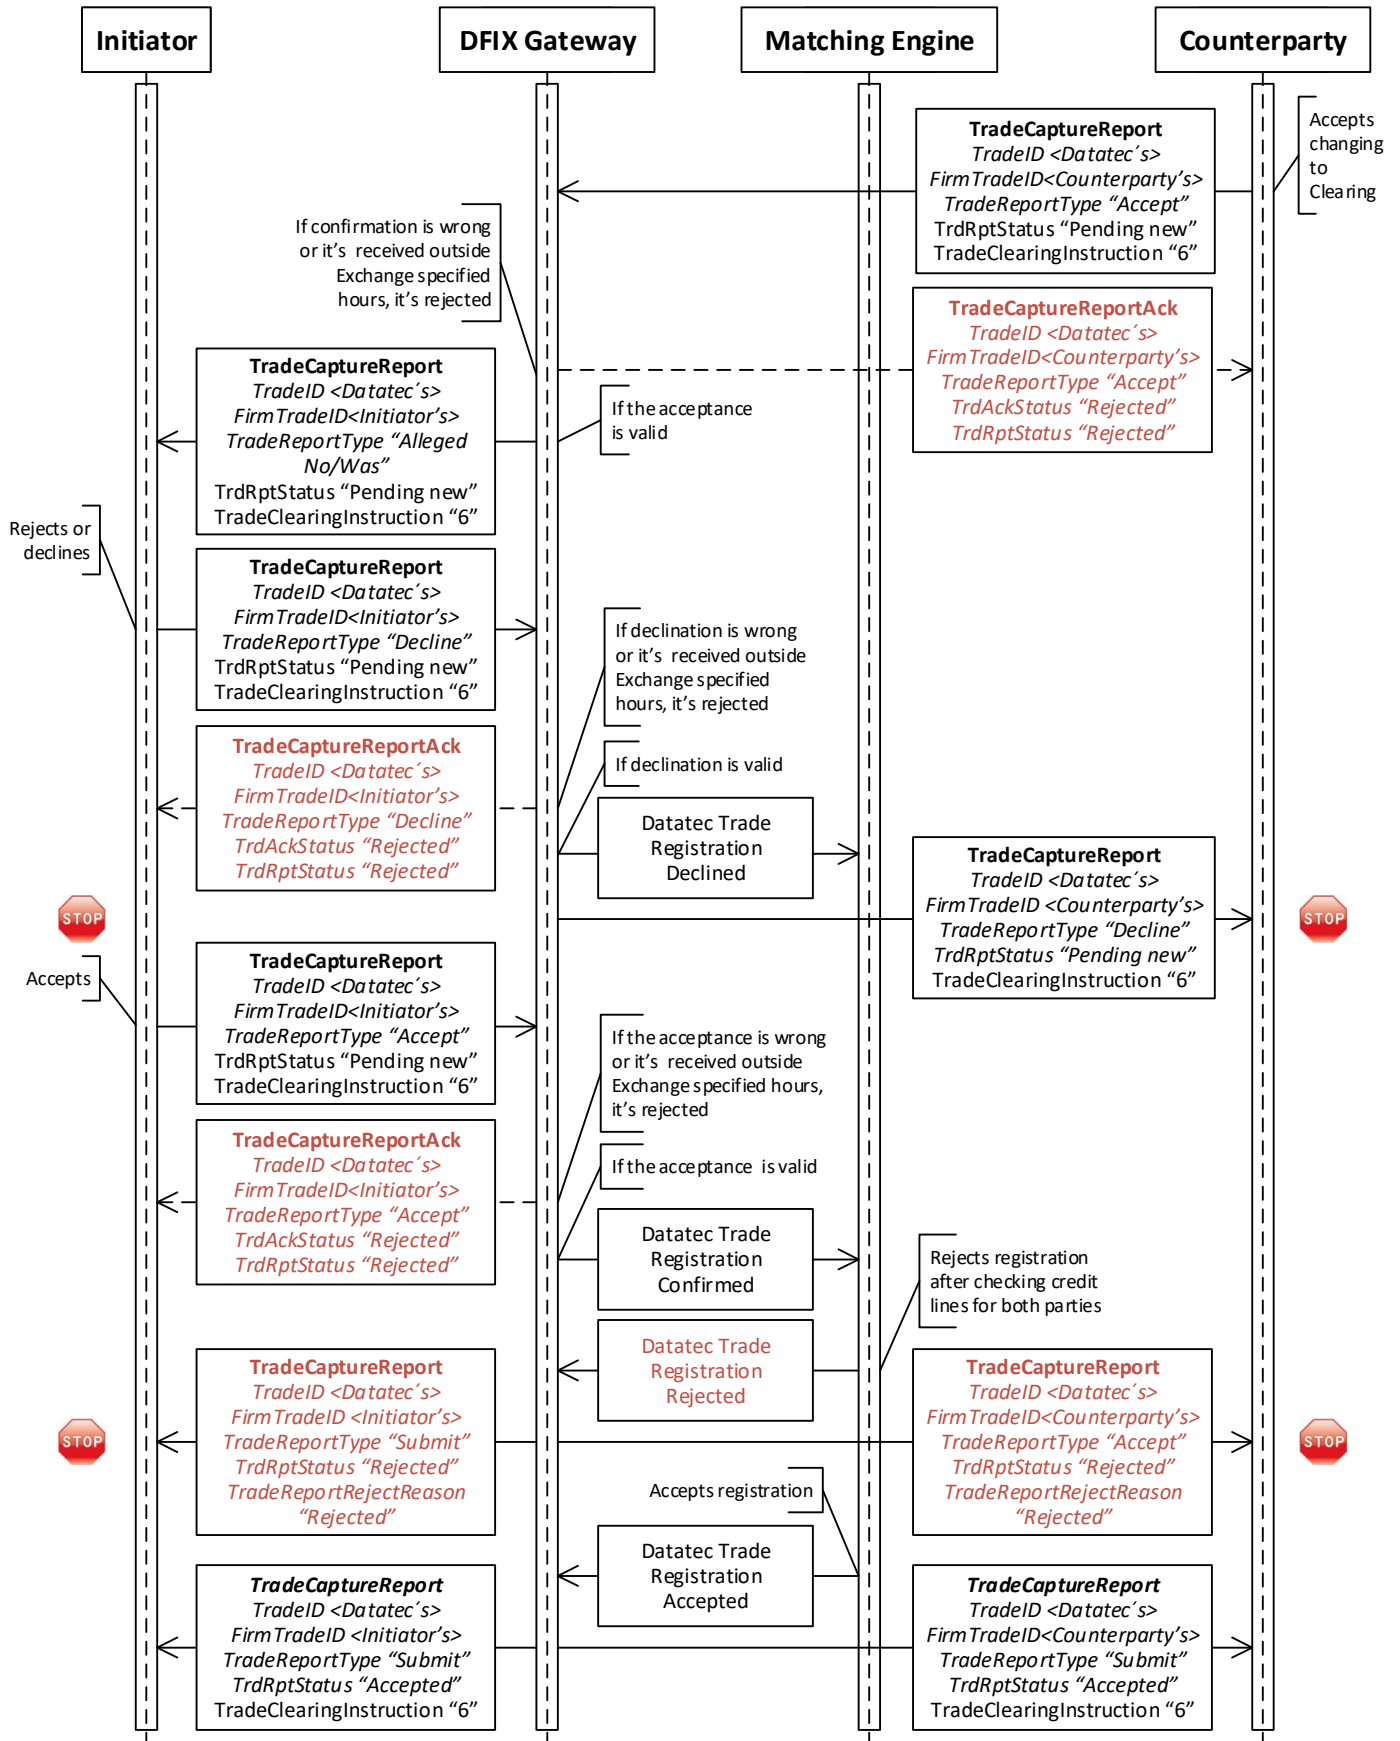 Initiator
DFIX Gateway
Matching Engine
Counterparty
TradeCaptureReport
TradeID <Datatec´s>
FirmTradeID<Counterparty’s>
TradeReportType “Accept”
TrdRptStatus “Pending new”
TradeClearingInstruction “6”
Accepts
changing
to
Clearing
If confirmation is wrong
or it’s received outside
Exchange specified
hours, it’s rejected
TradeCaptureReportAck
TradeID <Datatec´s>
FirmTradeID<Counterparty’s>
TradeReportType “Accept”
TrdAckStatus “Rejected”
TrdRptStatus “Rejected”
TradeCaptureReport
TradeID <Datatec´s>
FirmTradeID<Initiator’s>
TradeReportType “Alleged
No/Was”
TrdRptStatus “Pending new”
TradeClearingInstruction “6”
If the acceptance
is valid
Rejects or
declines
TradeCaptureReport
TradeID <Datatec´s>
FirmTradeID<Initiator’s>
TradeReportType “Decline”
TrdRptStatus “Pending new”
TradeClearingInstruction “6”
If declination is wrong
or it’s received outside
Exchange specified
hours, it’s rejected
TradeCaptureReportAck
TradeID <Datatec´s>
FirmTradeID<Initiator’s>
TradeReportType “Decline”
TrdAckStatus “Rejected”
TrdRptStatus “Rejected”
If declination is valid
Datatec Trade
Registration
Declined
TradeCaptureReport
TradeID <Datatec´s>
FirmTradeID <Counterparty’s>
TradeReportType “Decline”
TrdRptStatus “Pending new”
TradeClearingInstruction “6”
STOP
STOP
Accepts
TradeCaptureReport
TradeID <Datatec´s>
FirmTradeID<Initiator’s>
TradeReportType “Accept”
TrdRptStatus “Pending new”
TradeClearingInstruction “6”
If the acceptance is wrong
or it’s received outside
Exchange specified hours,
it’s rejected
TradeCaptureReportAck
TradeID <Datatec´s>
FirmTradeID<Initiator’s>
TradeReportType “Accept”
TrdAckStatus “Rejected”
TrdRptStatus “Rejected”
If the acceptance is valid
Datatec Trade
Registration
Confirmed
Rejects registration
after checking credit
lines for both parties
Datatec Trade
Registration
Rejected
TradeCaptureReport
TradeID <Datatec´s>
FirmTradeID <Initiator’s>
TradeReportType “Submit”
TrdRptStatus “Rejected”
TradeReportRejectReason
“Rejected”
TradeCaptureReport
TradeID <Datatec´s>
FirmTradeID<Counterparty’s>
TradeReportType “Accept”
TrdRptStatus “Rejected”
TradeReportRejectReason
“Rejected”
STOP
STOP
Accepts registration
Datatec Trade
Registration
Accepted
TradeCaptureReport
TradeID <Datatec´s>
FirmTradeID <Initiator’s>
TradeReportType “Submit”
TrdRptStatus “Accepted”
TradeClearingInstruction “6”
TradeCaptureReport
TradeID <Datatec´s>
FirmTradeID<Counterparty’s>
TradeReportType “Submit”
TrdRptStatus “Accepted”
TradeClearingInstruction “6”